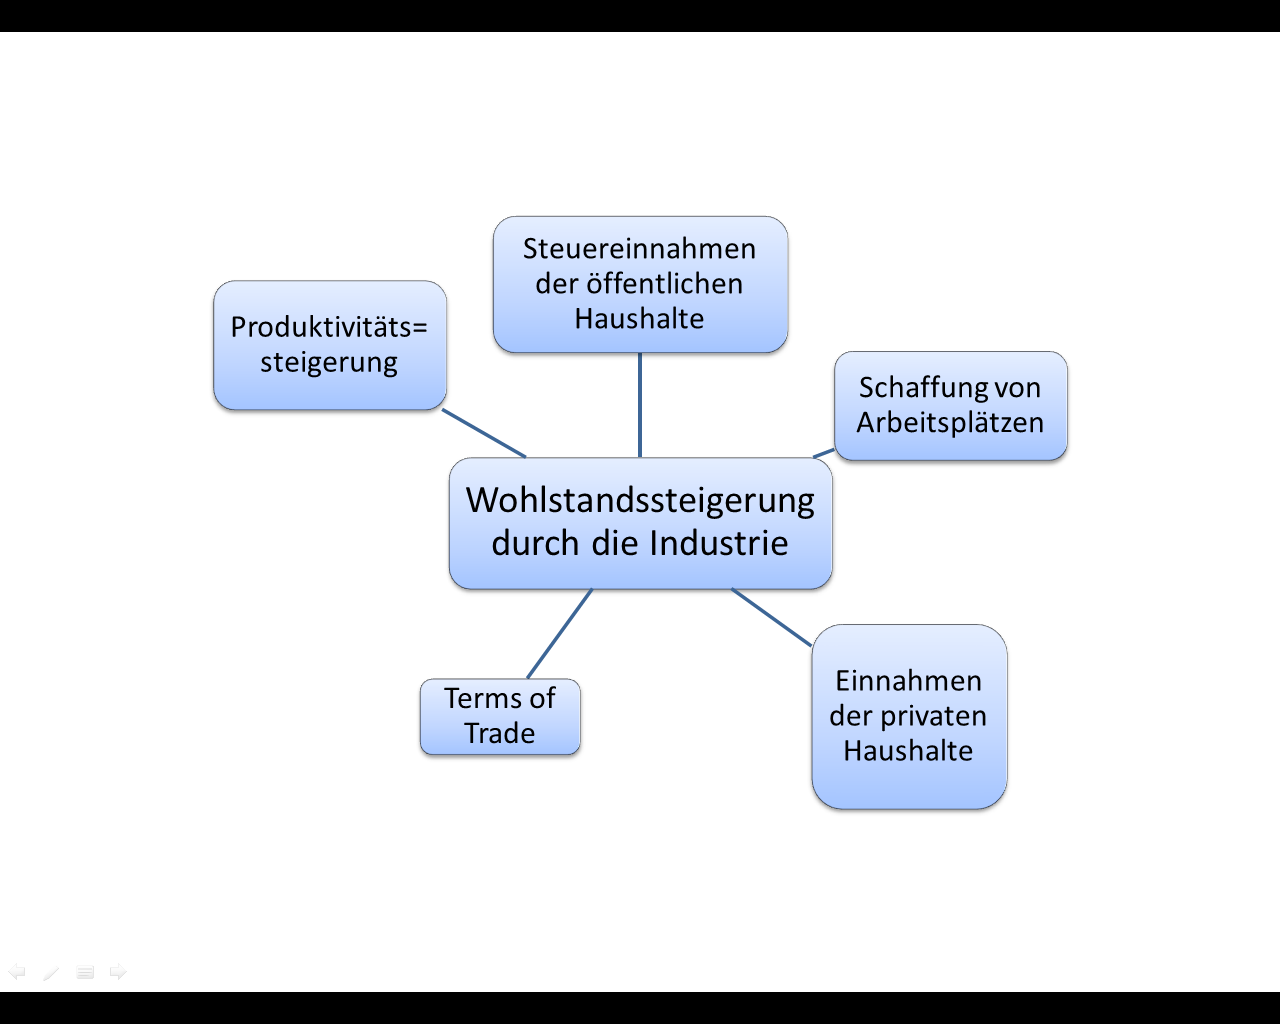 Steuereinnahmen
der öffentlichen
Haushalte
Produktivitäts=
steigerung
Schaffung von
Arbeitsplätzen
Wohlstandssteigerung
durch die Industrie
Terms of
Trade
Einnahmen
der privaten
Haushalte